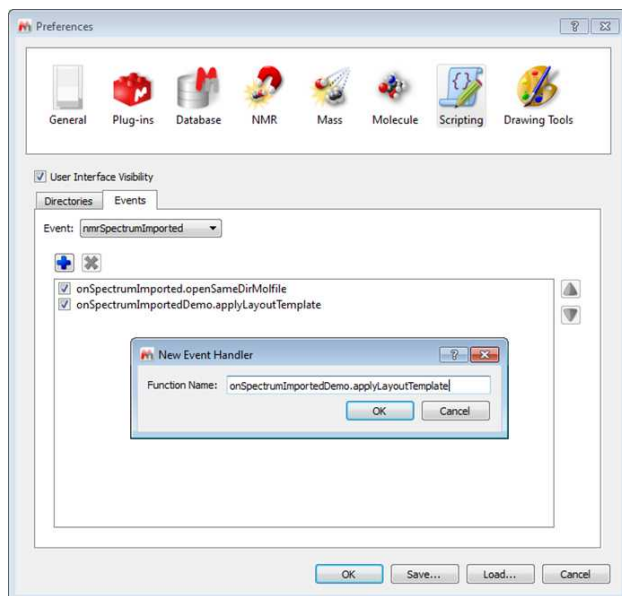 Preferences
General Plug-ins Database NMR Mass Molecule Scripting Drawing Tools
User Interface Visibility
Directories Events
Event: nmrSpectrumImported
onSpectrumImported.openSameDirMolfile
onSpectrumImportedDemo.applyLayoutTemplate
New Event Handler
Function Name: onSpectrumImportedDemo.applyLayoutTemplate
OK Cancel
OK Save... Load... Cancel